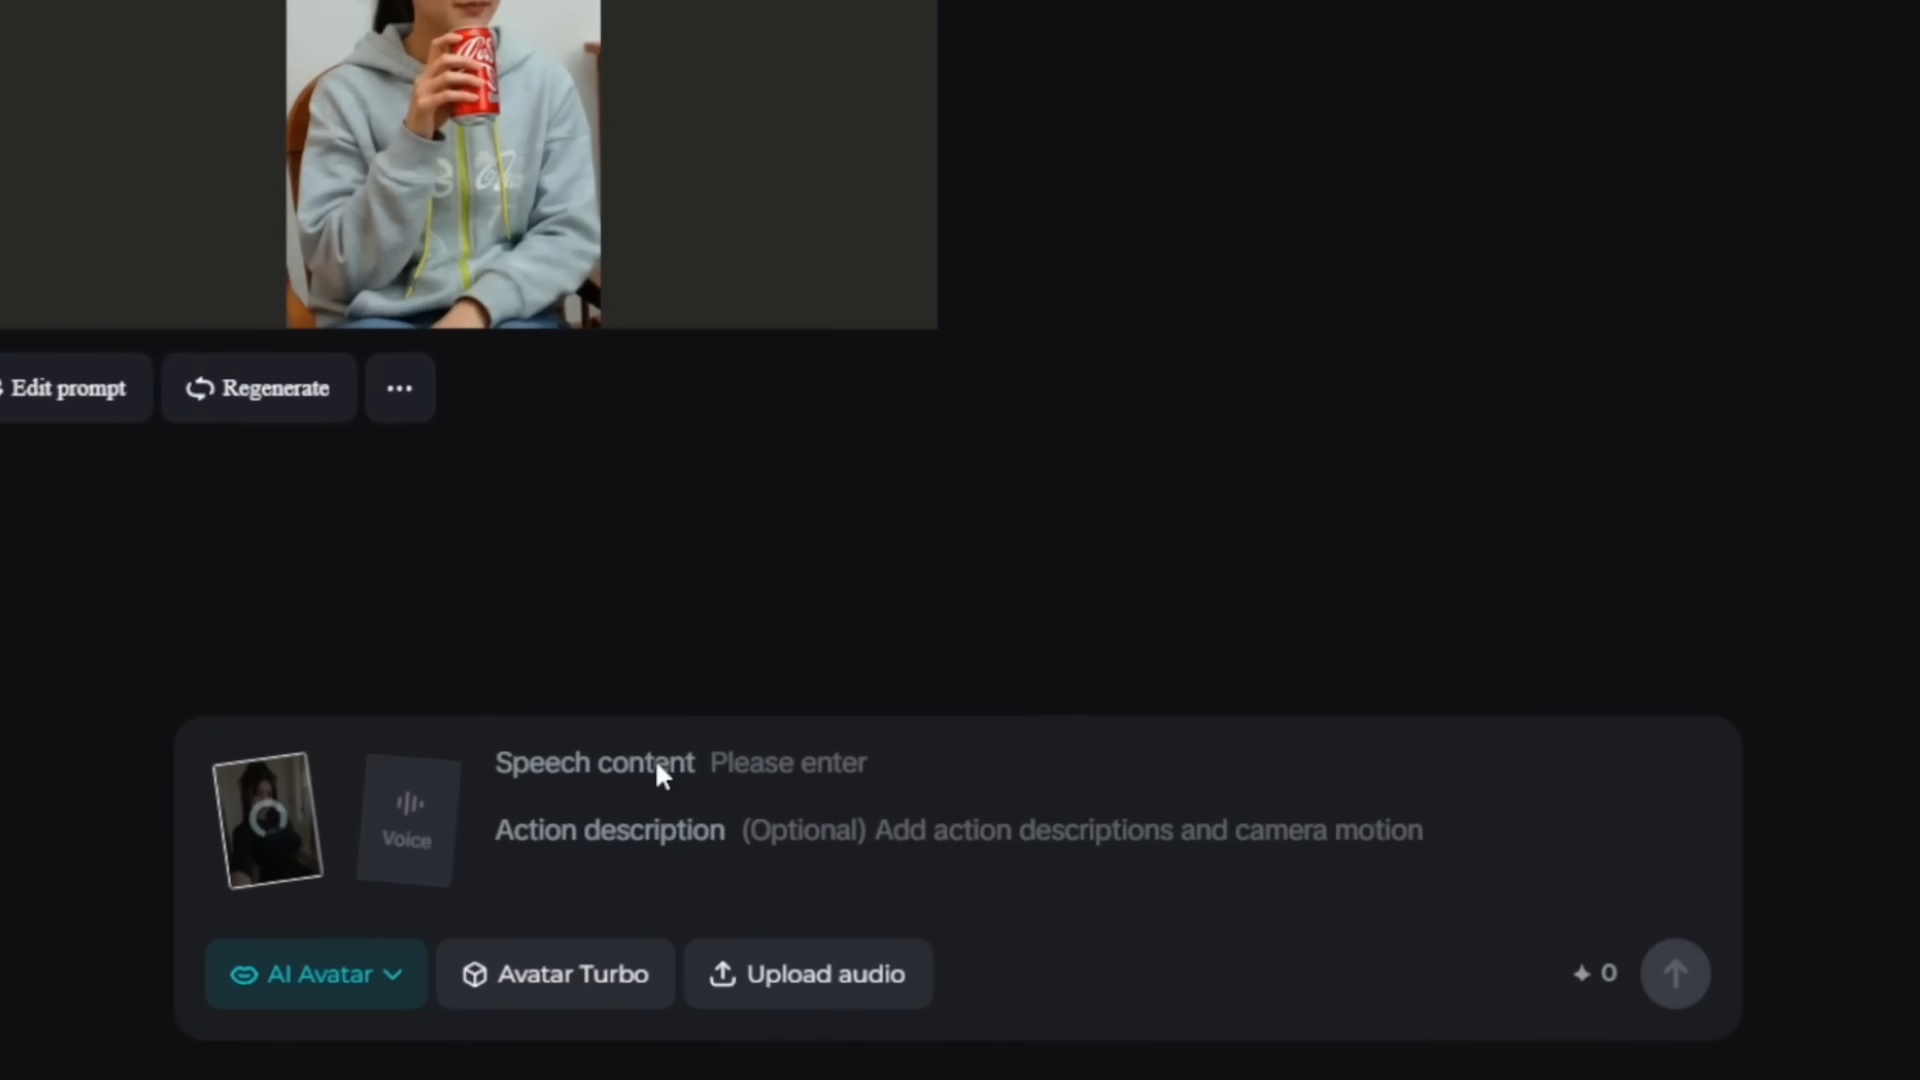 Edit prompt
Regenerate
Speech content Please enter
Voice
Action description (Optional) Add action descriptions and camera motion
AI Avatar
Avatar Turbo
Upload audio
0